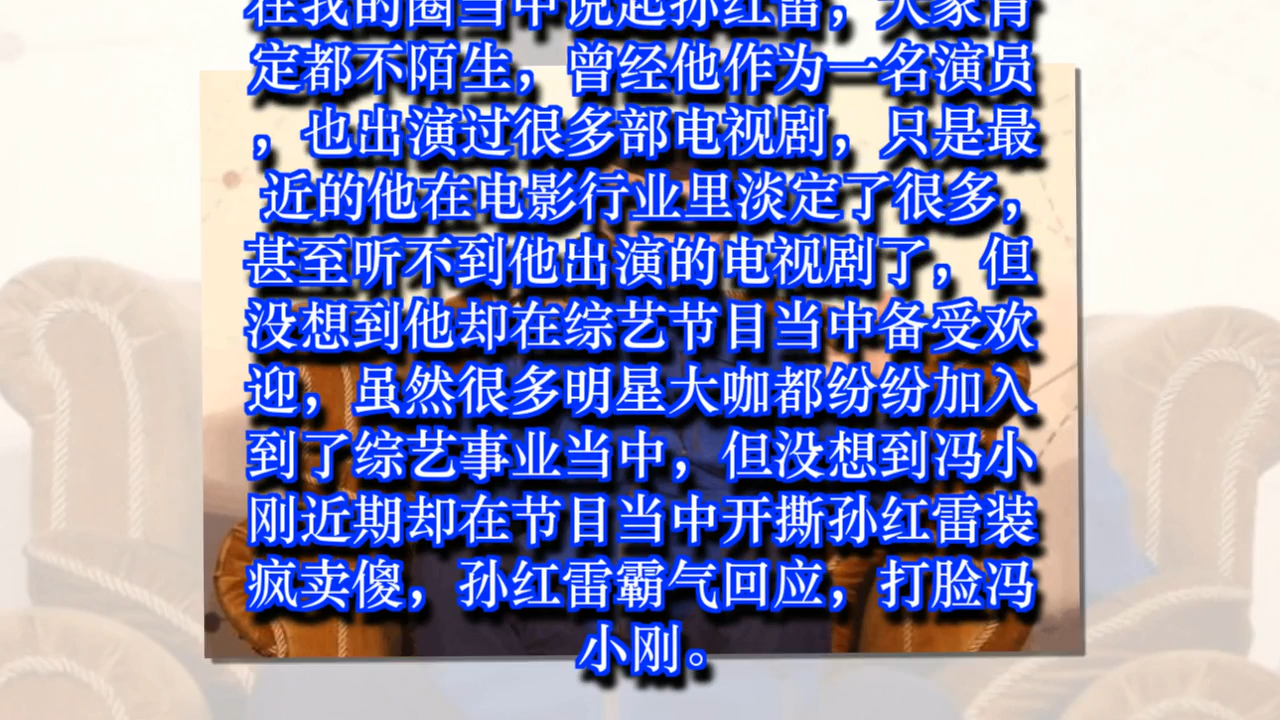 在我的圈当中说起孙红雷，大家肯
定都不陌生，曾经他作为一名演员
，也出演过很多部电视剧，只是最
近的他在电影行业里淡定了很多，
甚至听不到他出演的电视剧了，但
没想到他却在综艺节目当中备受欢
迎，虽然很多明星大咖都纷纷加入
到了综艺事业当中，但没想到冯小
刚近期却在节目当中开撕孙红雷装
疯卖傻，孙红雷霸气回应，打脸冯
小刚。